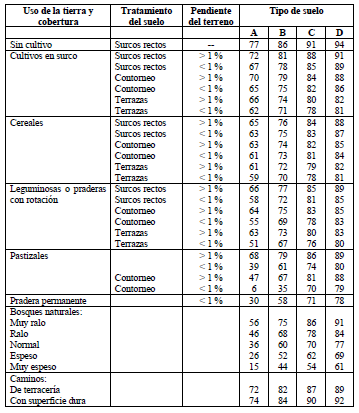 Uso de la tierra y cobertura Tratamiento del suelo Pendiente del terreno Tipo de suelo
A B C D
Sin cultivo Surcos rectos -- 77 86 91 94
Cultivos en surco Surcos rectos > 1 % 72 81 88 91
Surcos rectos < 1 % 67 78 85 89
Contorneo > 1 % 70 79 84 88
Contorneo < 1 % 65 75 82 86
Terrazas > 1 % 66 74 80 82
Terrazas < 1 % 62 71 78 81
Cereales Surcos rectos > 1 % 65 76 84 88
Surcos rectos < 1 % 63 75 83 87
Contorneo > 1 % 63 74 82 85
Contorneo < 1 % 61 73 81 84
Terrazas > 1 % 61 72 79 82
Terrazas < 1 % 59 70 78 81
Leguminosas o praderas Surcos rectos > 1 % 66 77 85 89
con rotación Surcos rectos < 1 % 58 72 81 85
Contorneo > 1 % 64 75 83 85
Contorneo < 1 % 55 69 78 83
Terrazas > 1 % 63 73 80 83
Terrazas < 1 % 51 67 76 80
Pastizales > 1 % 68 79 86 89
< 1 % 39 61 74 80
Contorneo > 1 % 47 67 81 88
Contorneo < 1 % 6 35 70 79
Pradera permanente < 1 % 30 58 71 78
Bosques naturales:
Muy ralo 56 75 86 91
Ralo 46 68 78 84
Normal 36 60 70 77
Espeso 26 52 62 69
Muy espeso 15 44 54 61
Caminos:
De terracería 72 82 87 89
Con superficie dura 74 84 90 92